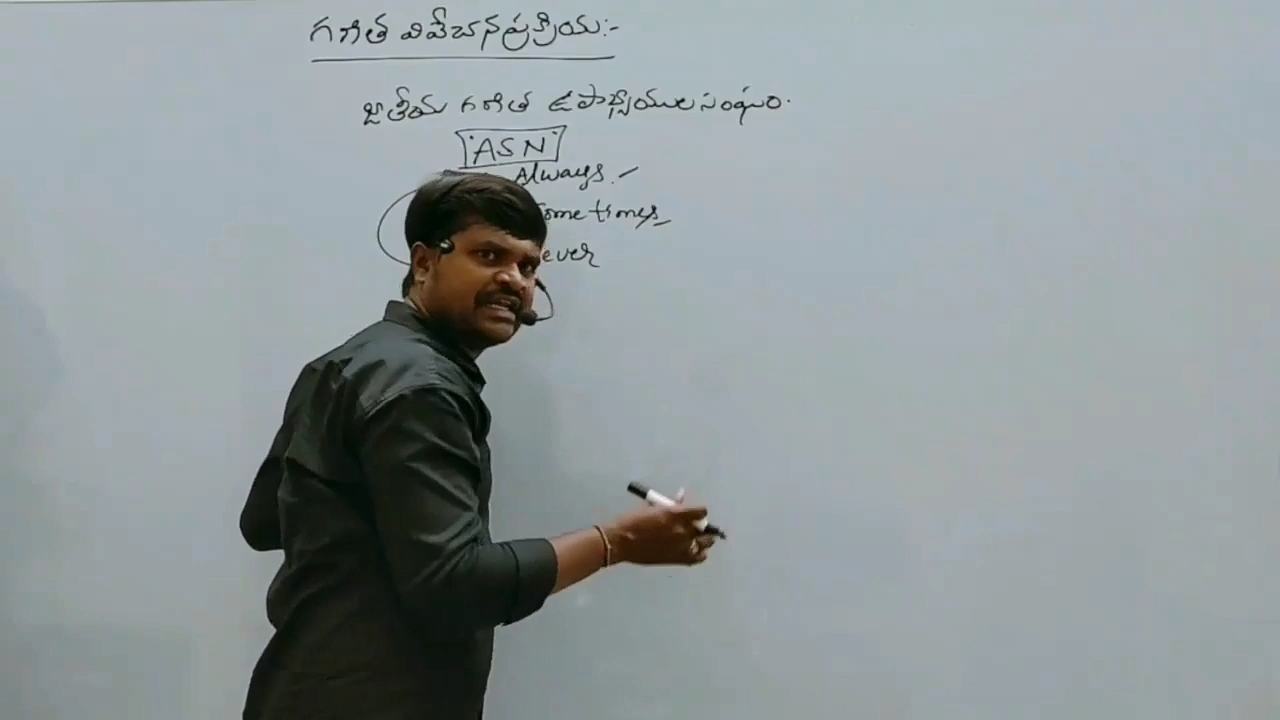 గణిత వివేచన ప్రక్రియ:-
జాతీయ గణిత ఉపాధ్యాయుల సంఘం.
ASN
Always.
ometimes
ever